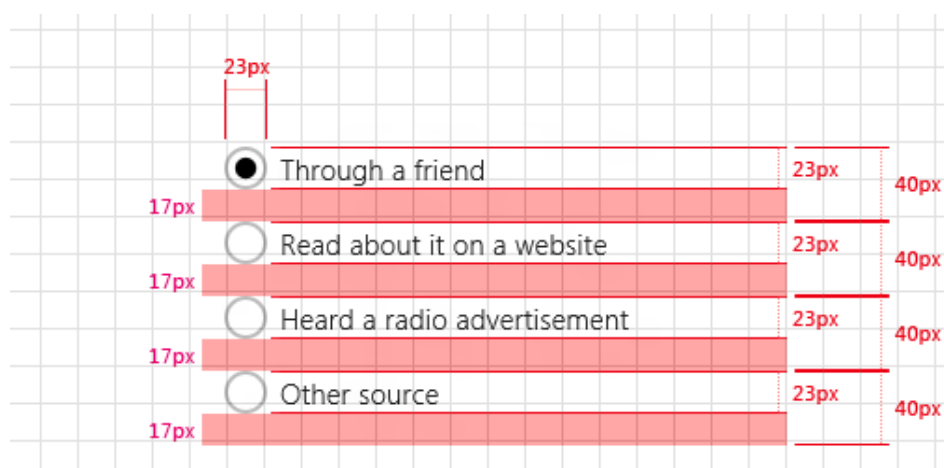 23px
Through a friend 23px
40px
17px
Read about it on a website 23px
40px
17px
Heard a radio advertisement 23px
40px
17px
Other source 23px
40px
17px